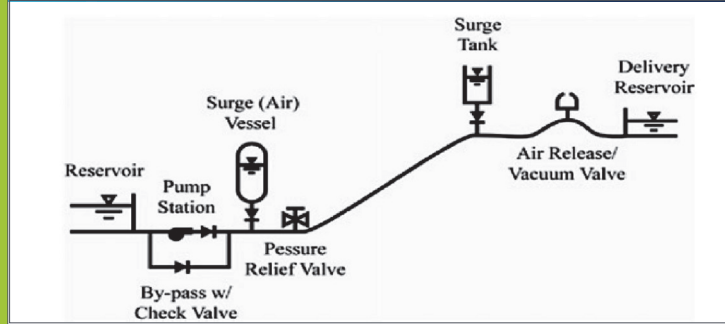 Surge
Tank
Delivery
Reservoir
Surge (Air)
Vessel
Air Release/
Vacuum Valve
Reservoir
Pump
Station
Pessure
Relief Valve
By-pass w/
Check Valve